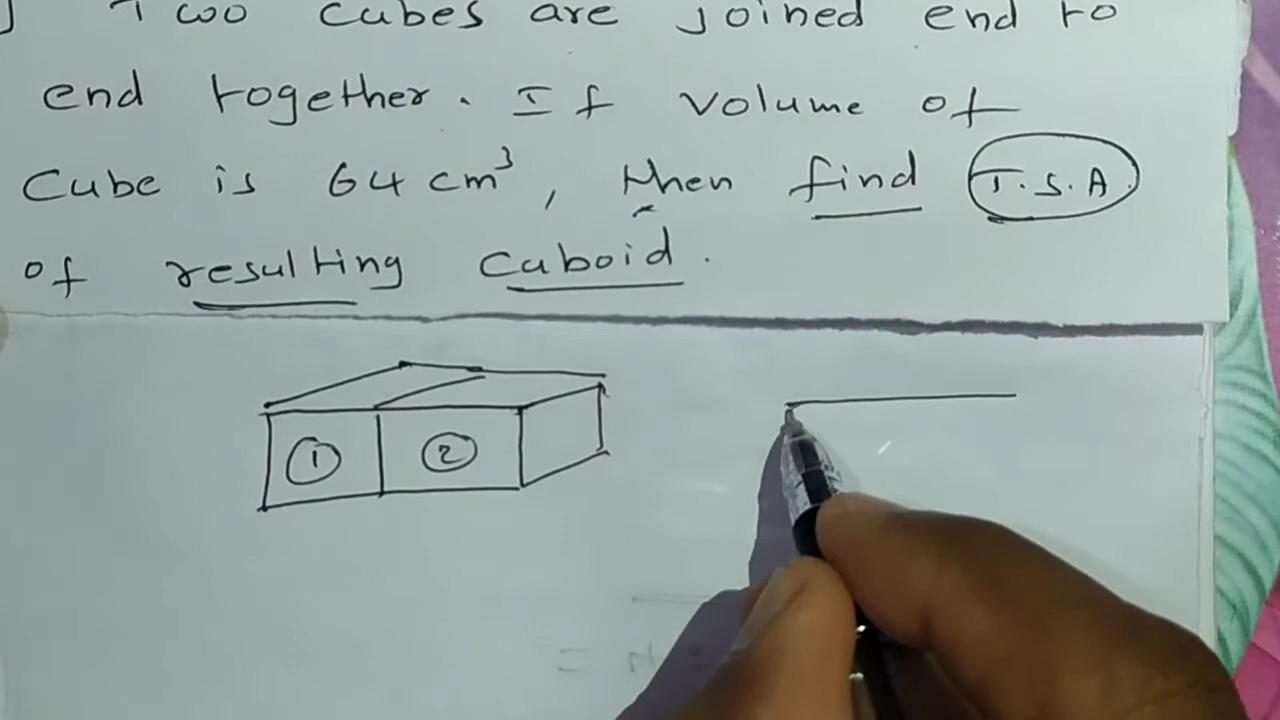 Two cubes are joined end to
end together. If volume of
Cube is 64 cm³, then find T.S.A.
of resulting cuboid.
① ②